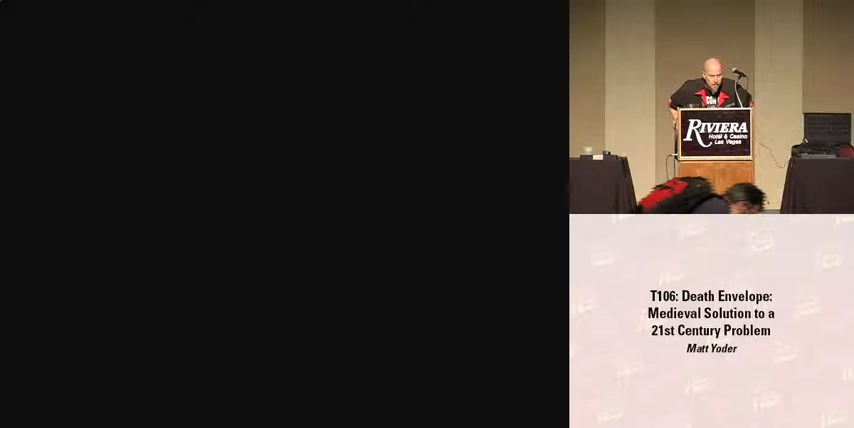 RIVIERA
Hotel & Casino
Las Vegas
T106: Death Envelope:
Medieval Solution to a
21st Century Problem
Matt Yoder